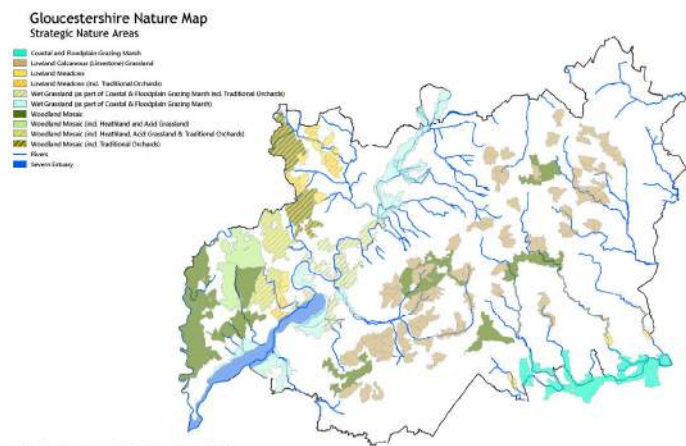 Gloucestershire Nature Map
Strategic Nature Areas
Coastal and Floodplain Grazing Marsh
Lowland Calcareous (Limestone) Grassland
Lowland Meadows
Lowland Meadows (incl. Traditional Orchards)
Wet Grassland (as part of Coastal & Floodplain Grazing Marsh incl. Traditional Orchards)
Wet Grassland (as part of Coastal & Floodplain Grazing Marsh)
Woodland Mosaic
Woodland Mosaic (incl. Heathland and Acid Grassland)
Woodland Mosaic (incl. Heathland, Acid Grassland & Traditional Orchards)
Woodland Mosaic (incl. Traditional Orchards)
Rivers
Severn Estuary